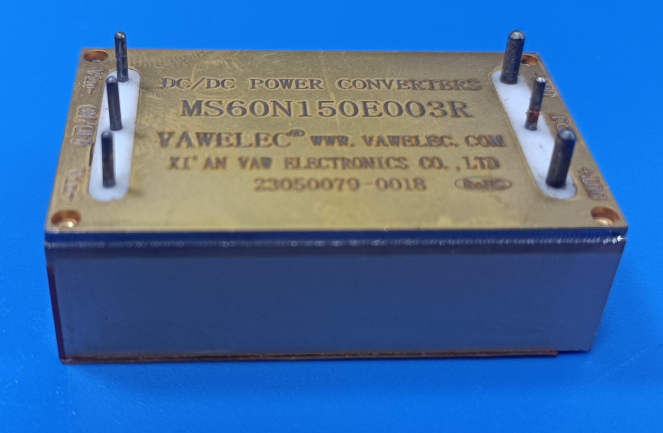 DC/DC POWER CONVERTERS
MS60N150E003R
VAWELEC® WWW.VAWELEC.COM
XI'AN VAW ELECTRONICS CO.,LTD
23050079-0018 RoHS